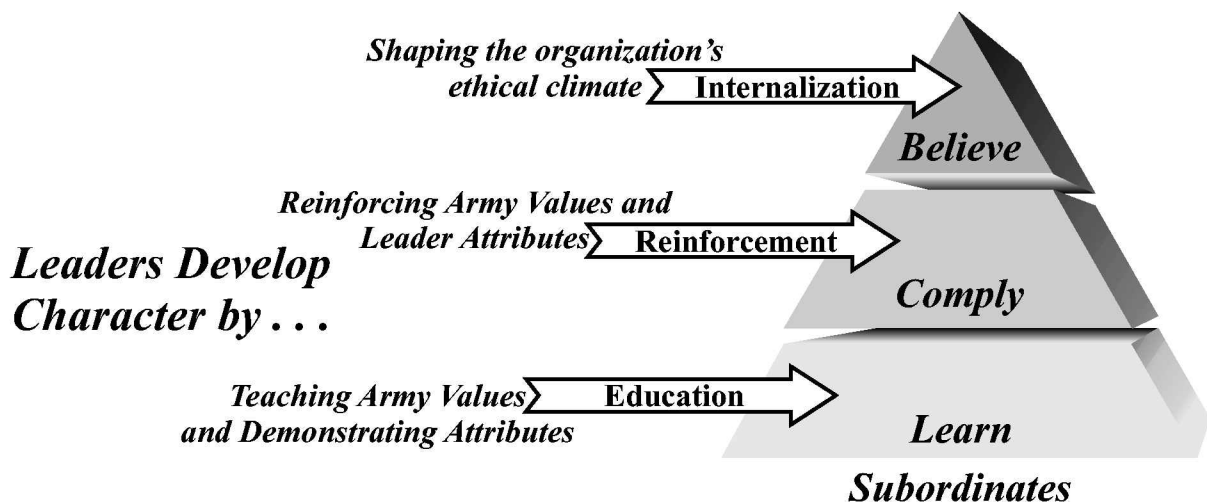 Shaping the organization's
ethical climate
Internalization
Believe
Reinforcing Army Values and
Leader Attributes
Reinforcement
Comply
Leaders Develop
Character by . . .
Teaching Army Values
and Demonstrating Attributes
Education
Learn
Subordinates